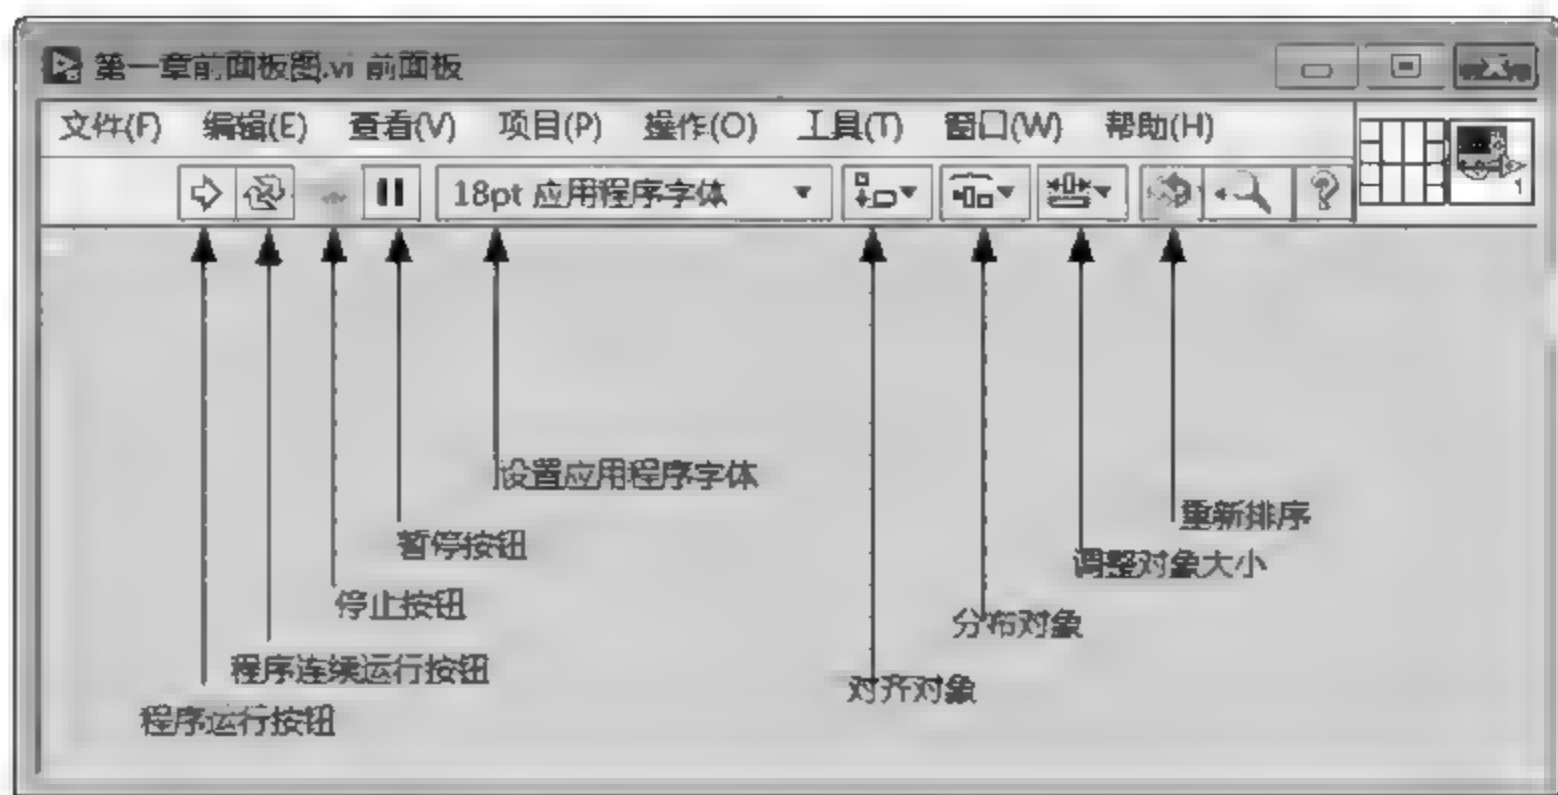 第一章前面板图.vi 前面板
文件(F) 编辑(E) 查看(V) 项目(P) 操作(O) 工具(T) 窗口(W) 帮助(H)
18pt 应用程序字体
1
设置应用程序字体
重新排序
暂停按钮
调整对象大小
停止按钮
分布对象
程序连续运行按钮
对齐对象
程序运行按钮